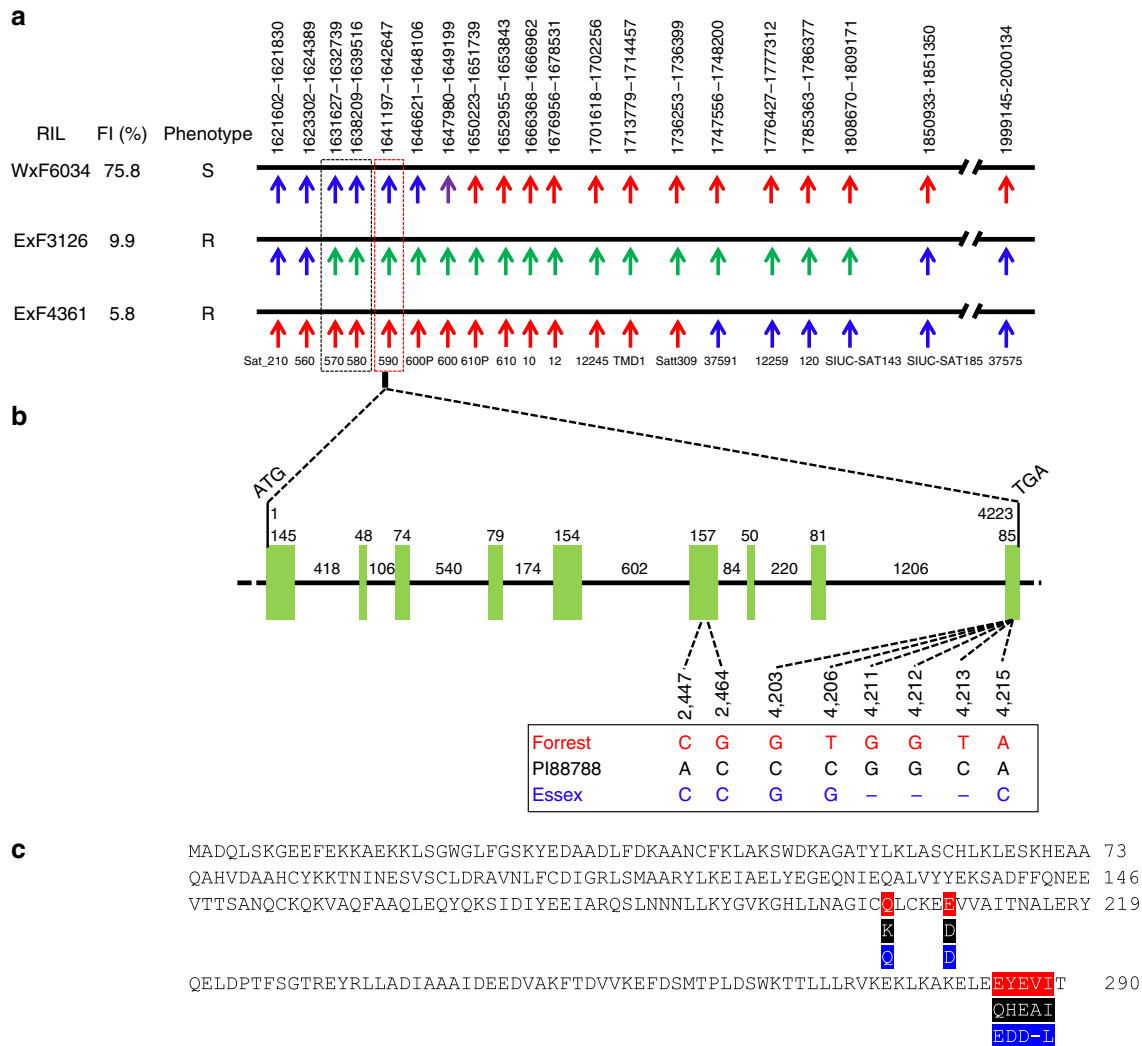 a
1621602–1621830
1623302–1624389
1631627–1632739
1638209–1639516
1641197–1642647
1646621–1648106
1647980–1649199
1650223–1651739
1652955–1653843
1666368–1666962
1676956–1678531
1701618–1702256
1713779–1714457
1736253–1736399
1747556–1748200
1776427–1777312
1785363–1786377
1808670–1809171
1850933-1851350
1999145-2000134
RIL FI (%) Phenotype
WxF6034 75.8 S
ExF3126 9.9 R
ExF4361 5.8 R
Sat_210 560 570 580 590 600P 600 610P 610 10 12 12245 TMD1 Satt309 37591 12259 120 SIUC-SAT143 SIUC-SAT185 37575
b
ATG TGA
1 4223
145 48 74 79 154 157 50 81 85
418 106 540 174 602 84 220 1206
2,447 2,464 4,203 4,206 4,211 4,212 4,213 4,215
Forrest C G G T G G T A
PI88788 A C C C G G C A
Essex C C G G – – – C
c
MADQLSKGEEFEKKAEKKLSGWGLFGSKYEDAADLFDKAANCFKLAKSWDKAGATYLKLASCHLKLESKHEAA 73
QAHVDAAHCYKKTNINESVSCLDRAVNLFCDIGRLSMAARYLKEIAELYEGEQNIEQALVYYEKSADFFQNEE 146
VTTSANQCKQKVAQFAAQLEQYQKSIDIYEEIARQSLNNNLLKYGVKGHLLNAGICQLCKEEVVAITNALERY 219
K D
Q D
QELDPTFSGTREYRLLADIAAAIDEEDVAKFTDVVKEFDSMTPLDSWKTTLLLRVKEKLKAKELEEYEVIT 290
QHEAI
EDD-L